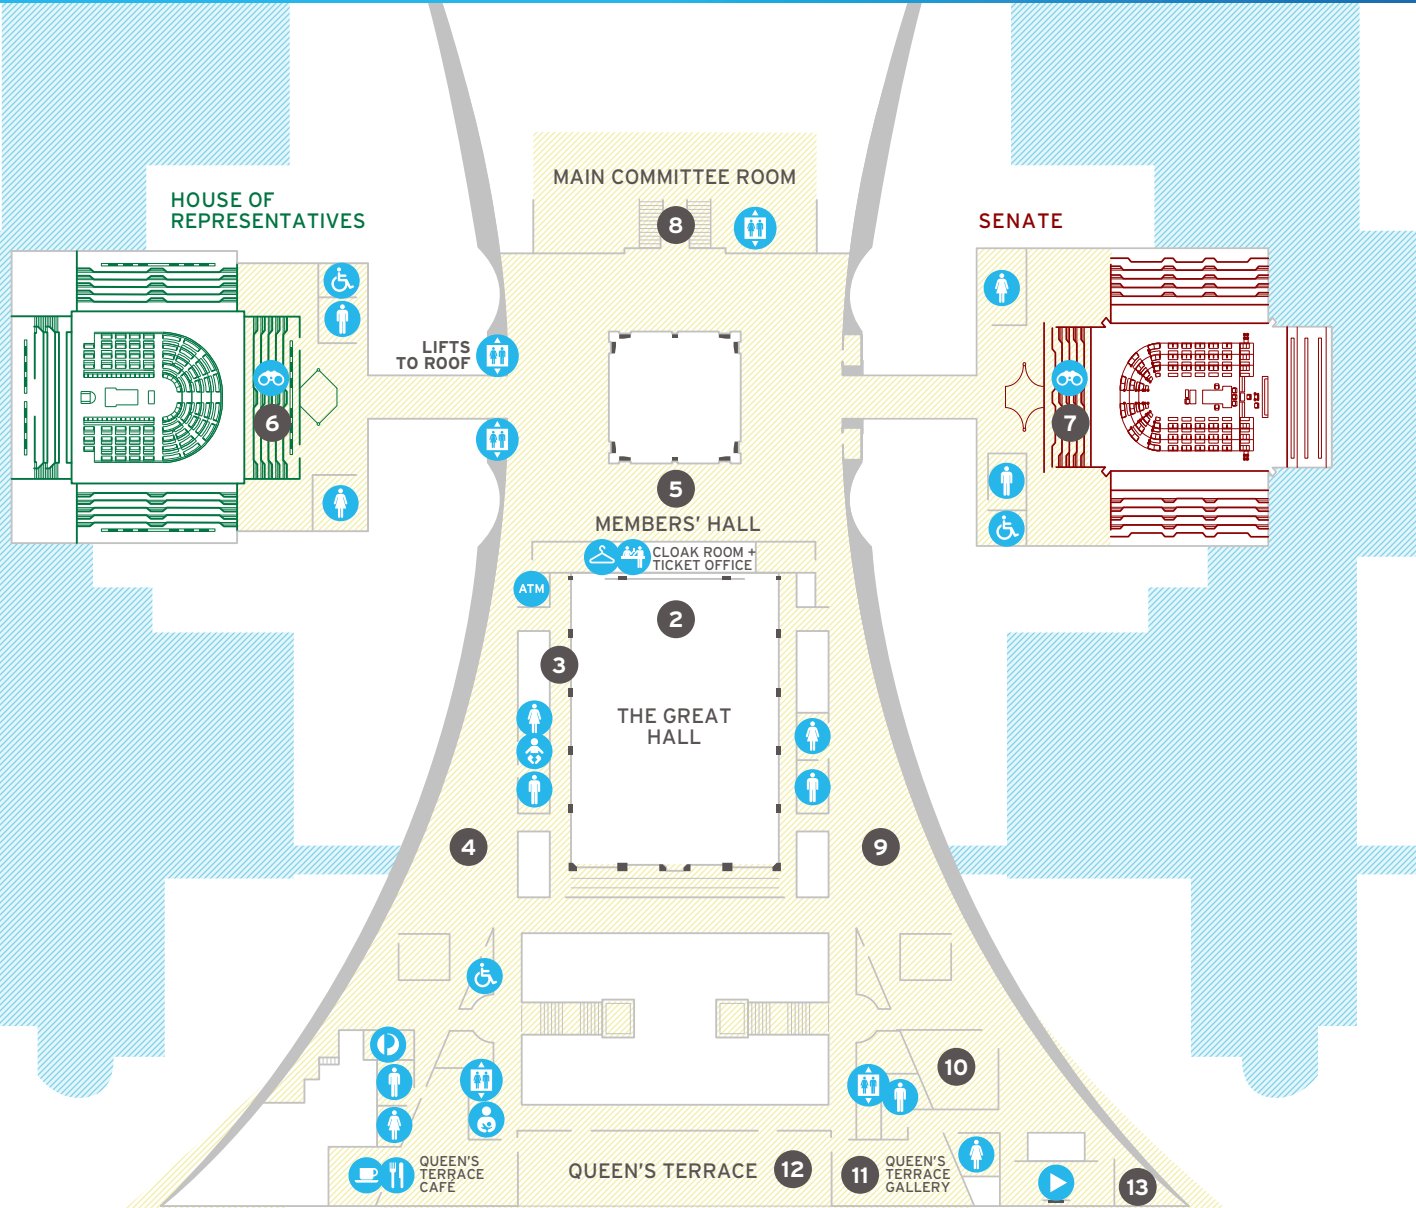 MAIN COMMITTEE ROOM
HOUSE OF
REPRESENTATIVES
SENATE
8
LIFTS
TO ROOF
6
7
5
MEMBERS' HALL
CLOAK ROOM +
TICKET OFFICE
ATM
2
3
THE GREAT
HALL
4
9
10
QUEEN'S
TERRACE
CAFÉ
QUEEN'S TERRACE
12
11
QUEEN'S
TERRACE
GALLERY
13